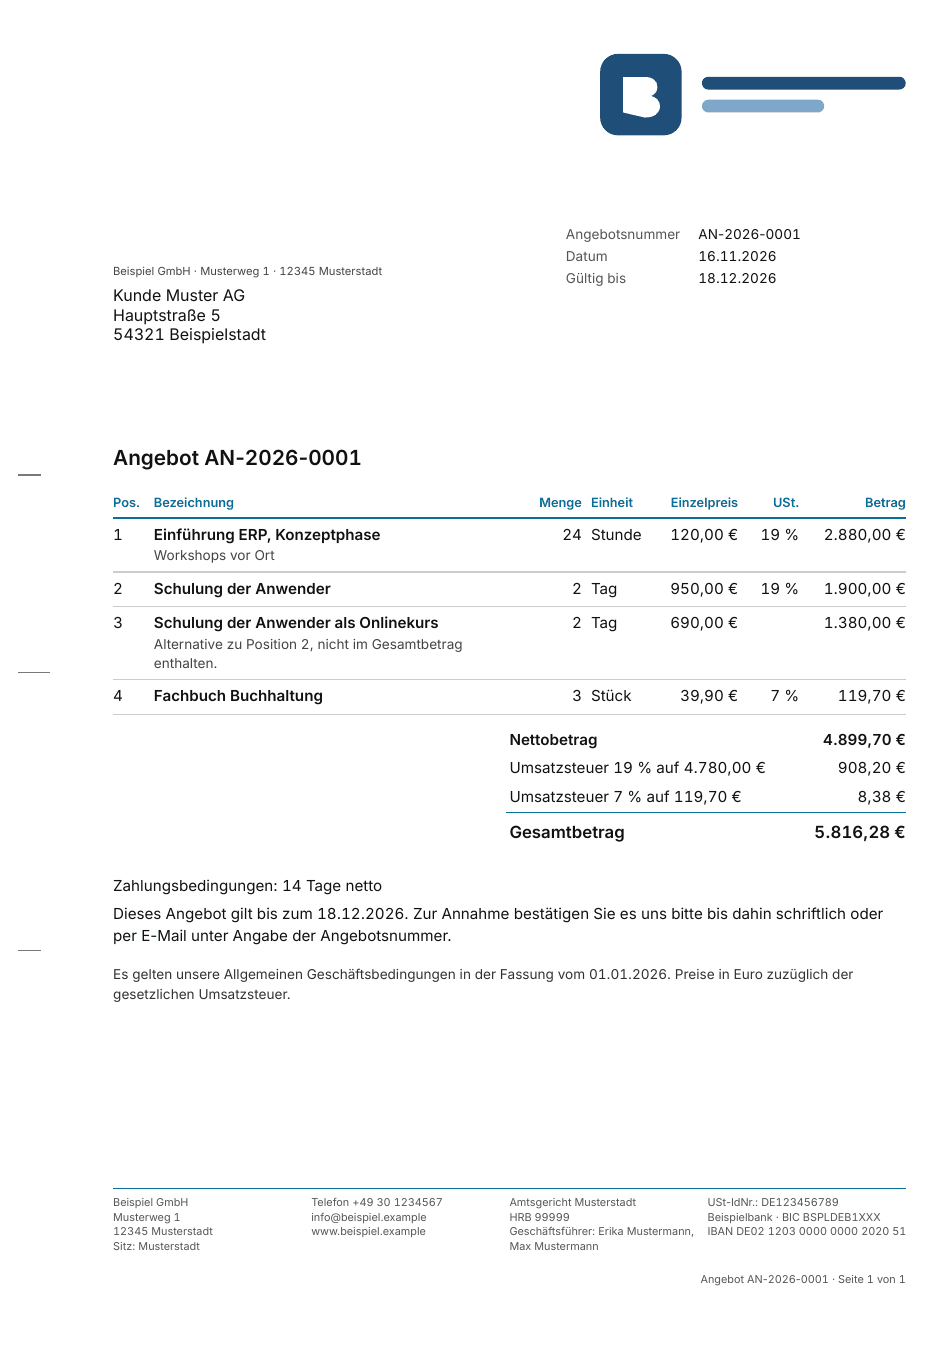 B
Angebotsnummer AN-2026-0001
Datum 16.11.2026
Gültig bis 18.12.2026
Beispiel GmbH · Musterweg 1 · 12345 Musterstadt
Kunde Muster AG
Hauptstraße 5
54321 Beispielstadt
Angebot AN-2026-0001
Pos. Bezeichnung Menge Einheit Einzelpreis USt. Betrag
1 Einführung ERP, Konzeptphase 24 Stunde 120,00 € 19 % 2.880,00 €
Workshops vor Ort
2 Schulung der Anwender 2 Tag 950,00 € 19 % 1.900,00 €
3 Schulung der Anwender als Onlinekurs 2 Tag 690,00 € 1.380,00 €
Alternative zu Position 2, nicht im Gesamtbetrag
enthalten.
4 Fachbuch Buchhaltung 3 Stück 39,90 € 7 % 119,70 €
Nettobetrag 4.899,70 €
Umsatzsteuer 19 % auf 4.780,00 € 908,20 €
Umsatzsteuer 7 % auf 119,70 € 8,38 €
Gesamtbetrag 5.816,28 €
Zahlungsbedingungen: 14 Tage netto
Dieses Angebot gilt bis zum 18.12.2026. Zur Annahme bestätigen Sie es uns bitte bis dahin schriftlich oder
per E-Mail unter Angabe der Angebotsnummer.
Es gelten unsere Allgemeinen Geschäftsbedingungen in der Fassung vom 01.01.2026. Preise in Euro zuzüglich der
gesetzlichen Umsatzsteuer.
Beispiel GmbH
Musterweg 1
12345 Musterstadt
Sitz: Musterstadt
Telefon +49 30 1234567
info@beispiel.example
www.beispiel.example
Amtsgericht Musterstadt
HRB 99999
Geschäftsführer: Erika Mustermann,
Max Mustermann
USt-IdNr.: DE123456789
Beispielbank · BIC BSPLDEB1XXX
IBAN DE02 1203 0000 0000 2020 51
Angebot AN-2026-0001 · Seite 1 von 1